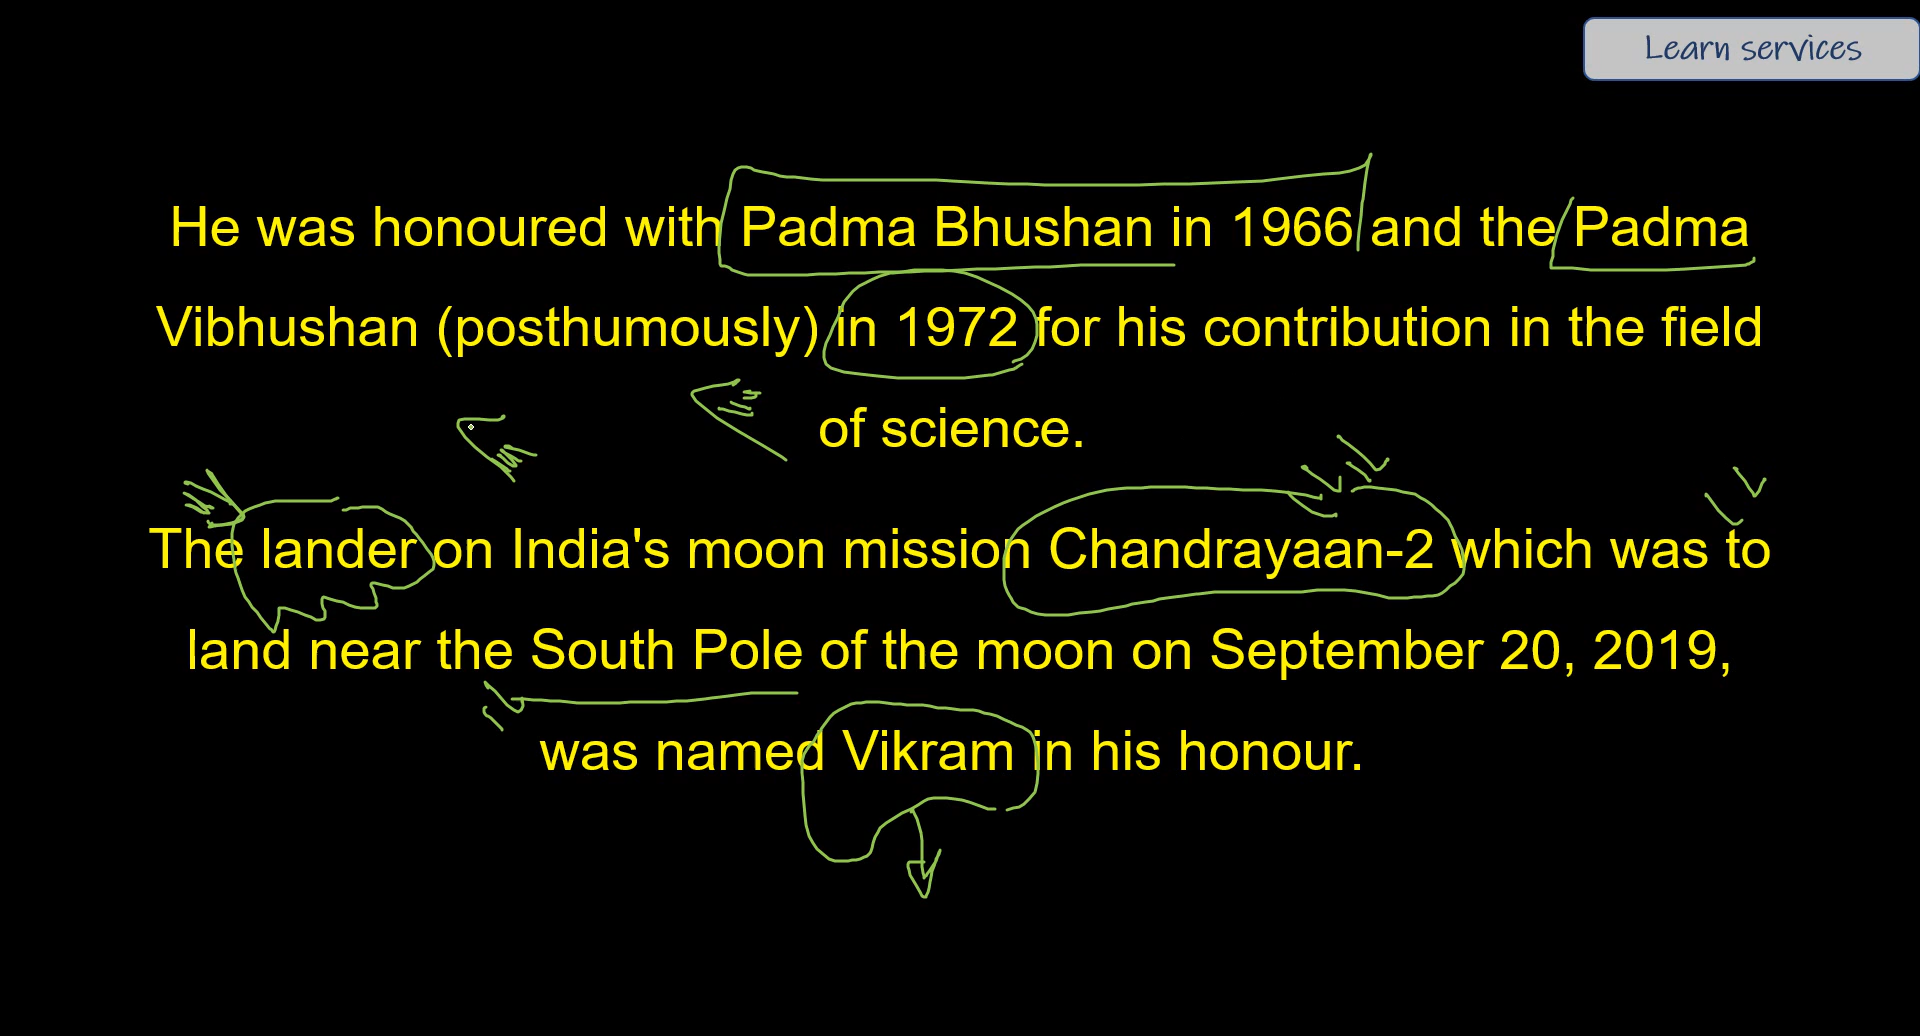 Learn services
He was honoured with Padma Bhushan in 1966 and the Padma
Vibhushan (posthumously) in 1972 for his contribution in the field
of science.
The lander on India's moon mission Chandrayaan-2 which was to
land near the South Pole of the moon on September 20, 2019,
was named Vikram in his honour.